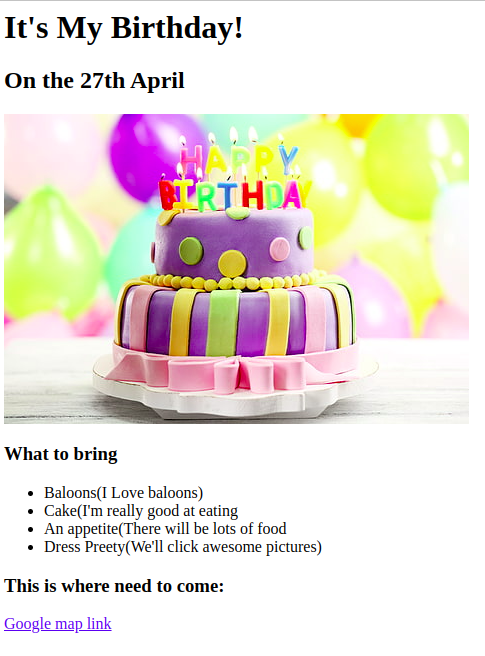 It's My Birthday!
On the 27th April
HAPPY
BIRTHDAY
What to bring
Baloons(I Love baloons)
Cake(I'm really good at eating
An appetite(There will be lots of food
Dress Preety(We'll click awesome pictures)
This is where need to come:
Google map link